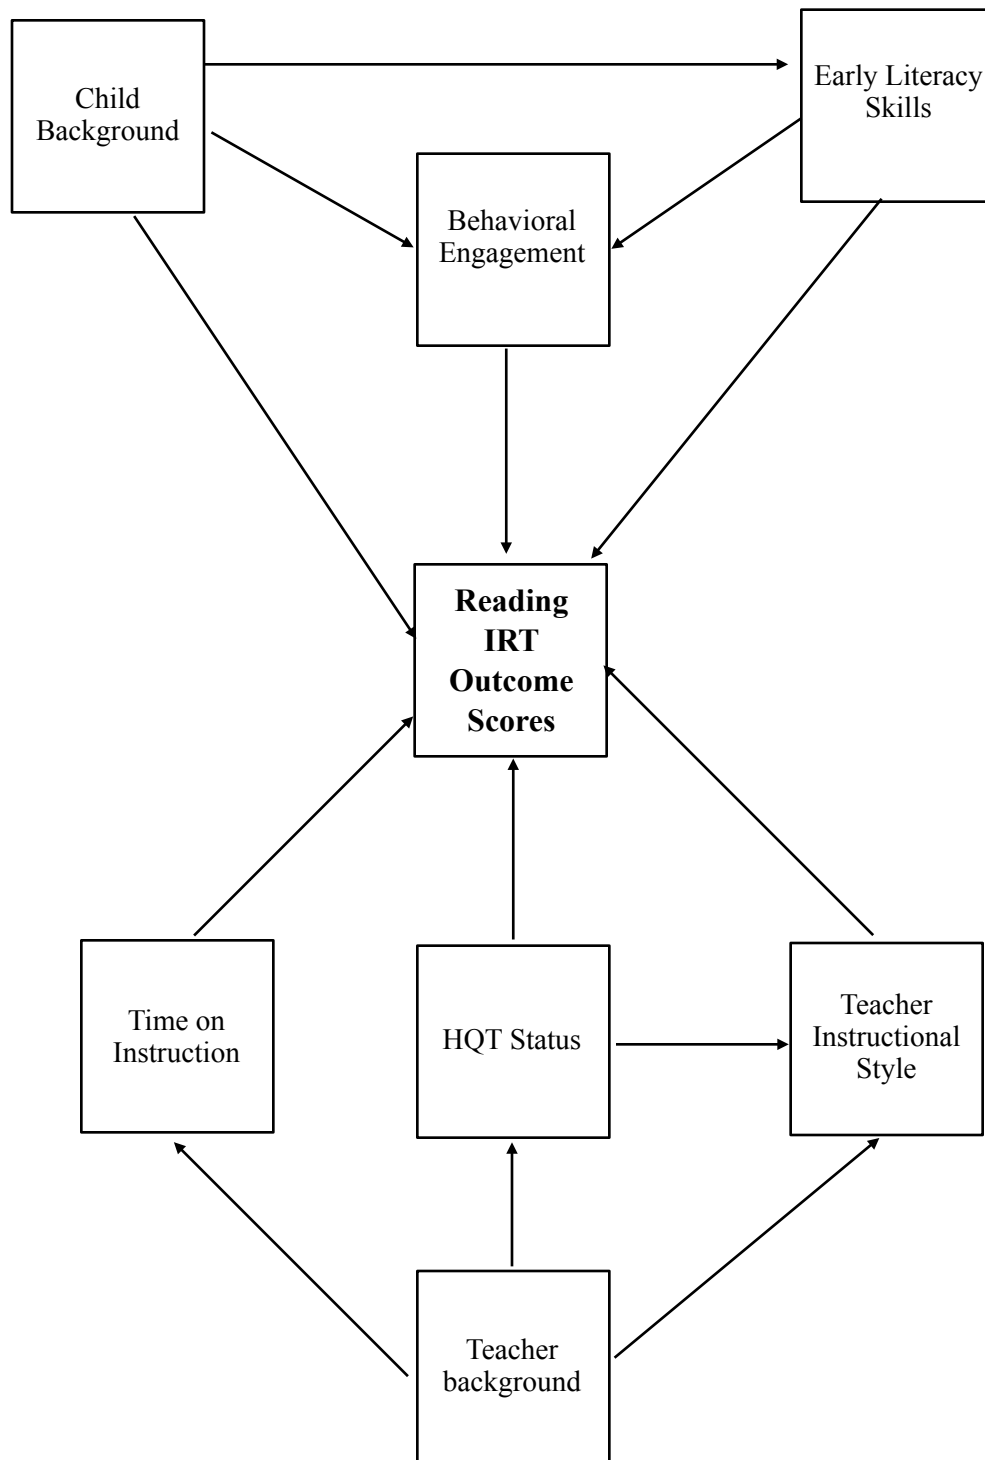 Child
Background
Early Literacy
Skills
Behavioral
Engagement
Reading
IRT
Outcome
Scores
Time on
Instruction
HQT Status
Teacher
Instructional
Style
Teacher
background